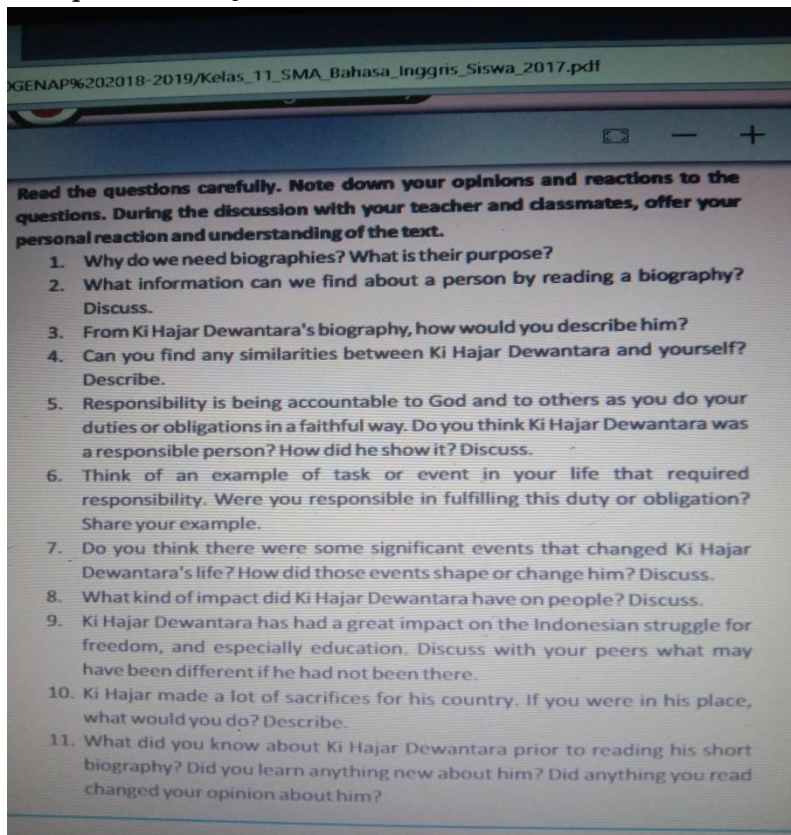 GENAP%202018-2019/Kelas_11_SMA_Bahasa_Inggris_Siswa_2017.pdf
Read the questions carefully. Note down your opinions and reactions to the
questions. During the discussion with your teacher and classmates, offer your
personal reaction and understanding of the text.
1. Why do we need biographies? What is their purpose?
2. What information can we find about a person by reading a biography?
Discuss.
3. From Ki Hajar Dewantara's biography, how would you describe him?
4. Can you find any similarities between Ki Hajar Dewantara and yourself?
Describe.
5. Responsibility is being accountable to God and to others as you do your
duties or obligations in a faithful way. Do you think Ki Hajar Dewantara was
a responsible person? How did he show it? Discuss.
6. Think of an example of task or event in your life that required
responsibility. Were you responsible in fulfilling this duty or obligation?
Share your example.
7. Do you think there were some significant events that changed Ki Hajar
Dewantara's life? How did those events shape or change him? Discuss.
8. What kind of impact did Ki Hajar Dewantara have on people? Discuss.
9. Ki Hajar Dewantara has had a great impact on the Indonesian struggle for
freedom, and especially education. Discuss with your peers what may
have been different if he had not been there.
10. Ki Hajar made a lot of sacrifices for his country. If you were in his place,
what would you do? Describe.
11. What did you know about Ki Hajar Dewantara prior to reading his short
biography? Did you learn anything new about him? Did anything you read
changed your opinion about him?